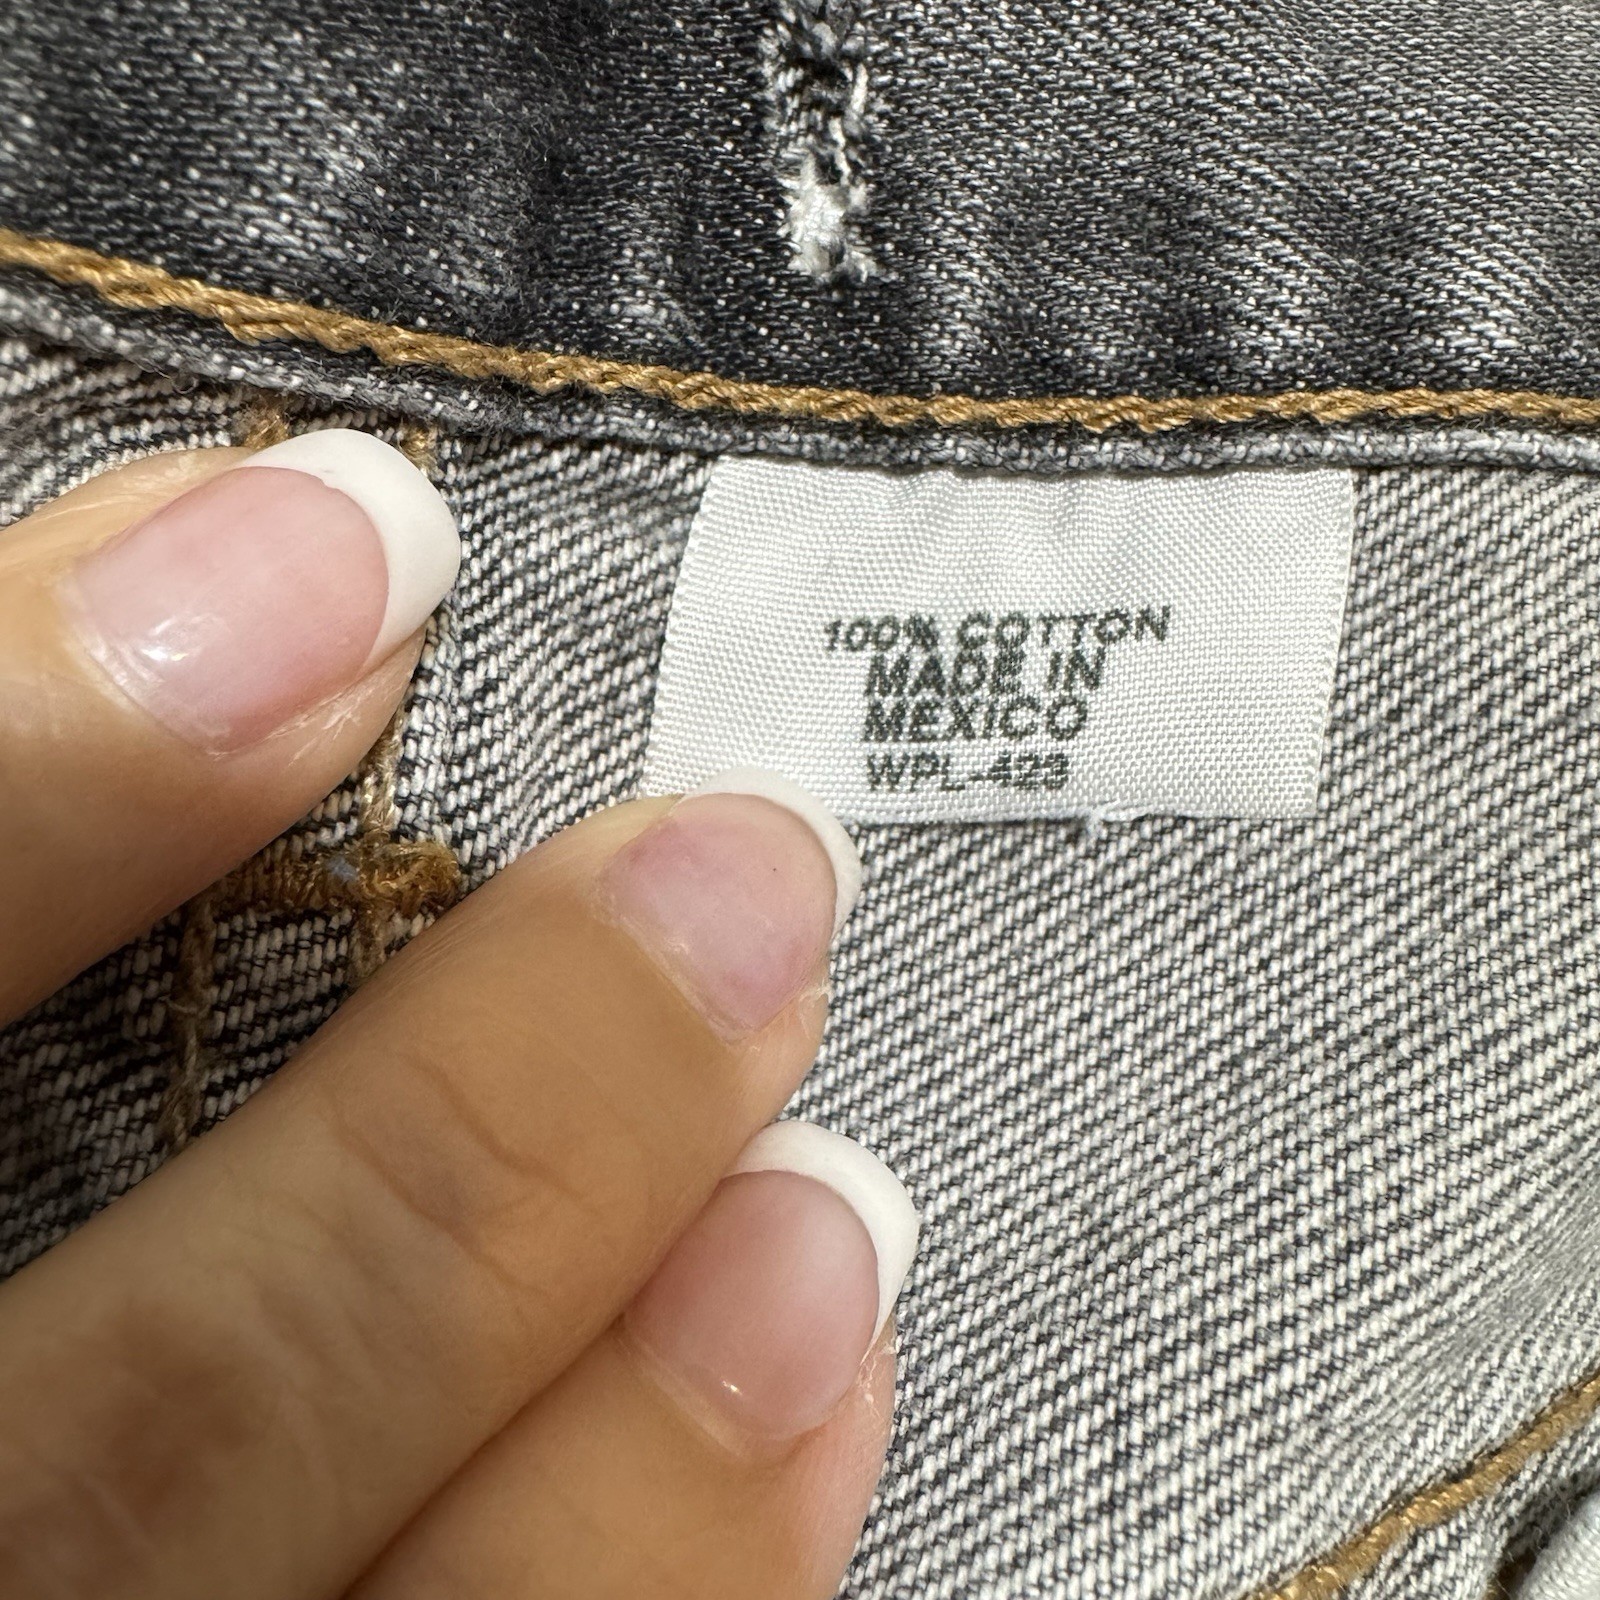 100% COTTON
MADE IN
MEXICO
WPL-423